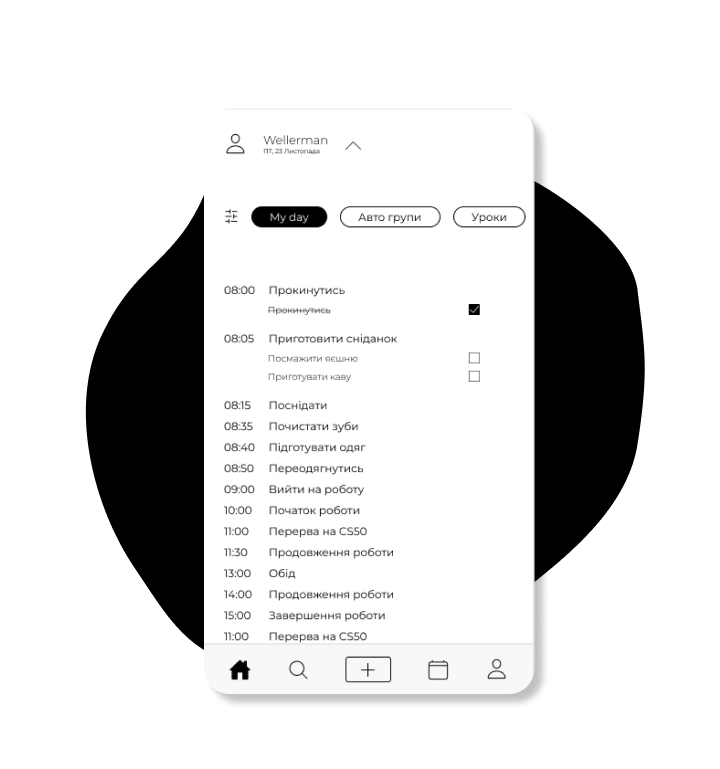 Wellerman
ПТ, 23 Листопада
My day
Авто групи
Уроки
08:00 Прокинутись
Прокинутись
08:05 Приготовити сніданок
Посмажити яєшню
Приготувати каву
08:15 Поснідати
08:35 Почистати зуби
08:40 Підготувати одяг
08:50 Переодягнутись
09:00 Вийти на роботу
10:00 Початок роботи
11:00 Перерва на CS50
11:30 Продовження роботи
13:00 Обід
14:00 Продовження роботи
15:00 Завершення роботи
11:00 Перерва на CS50